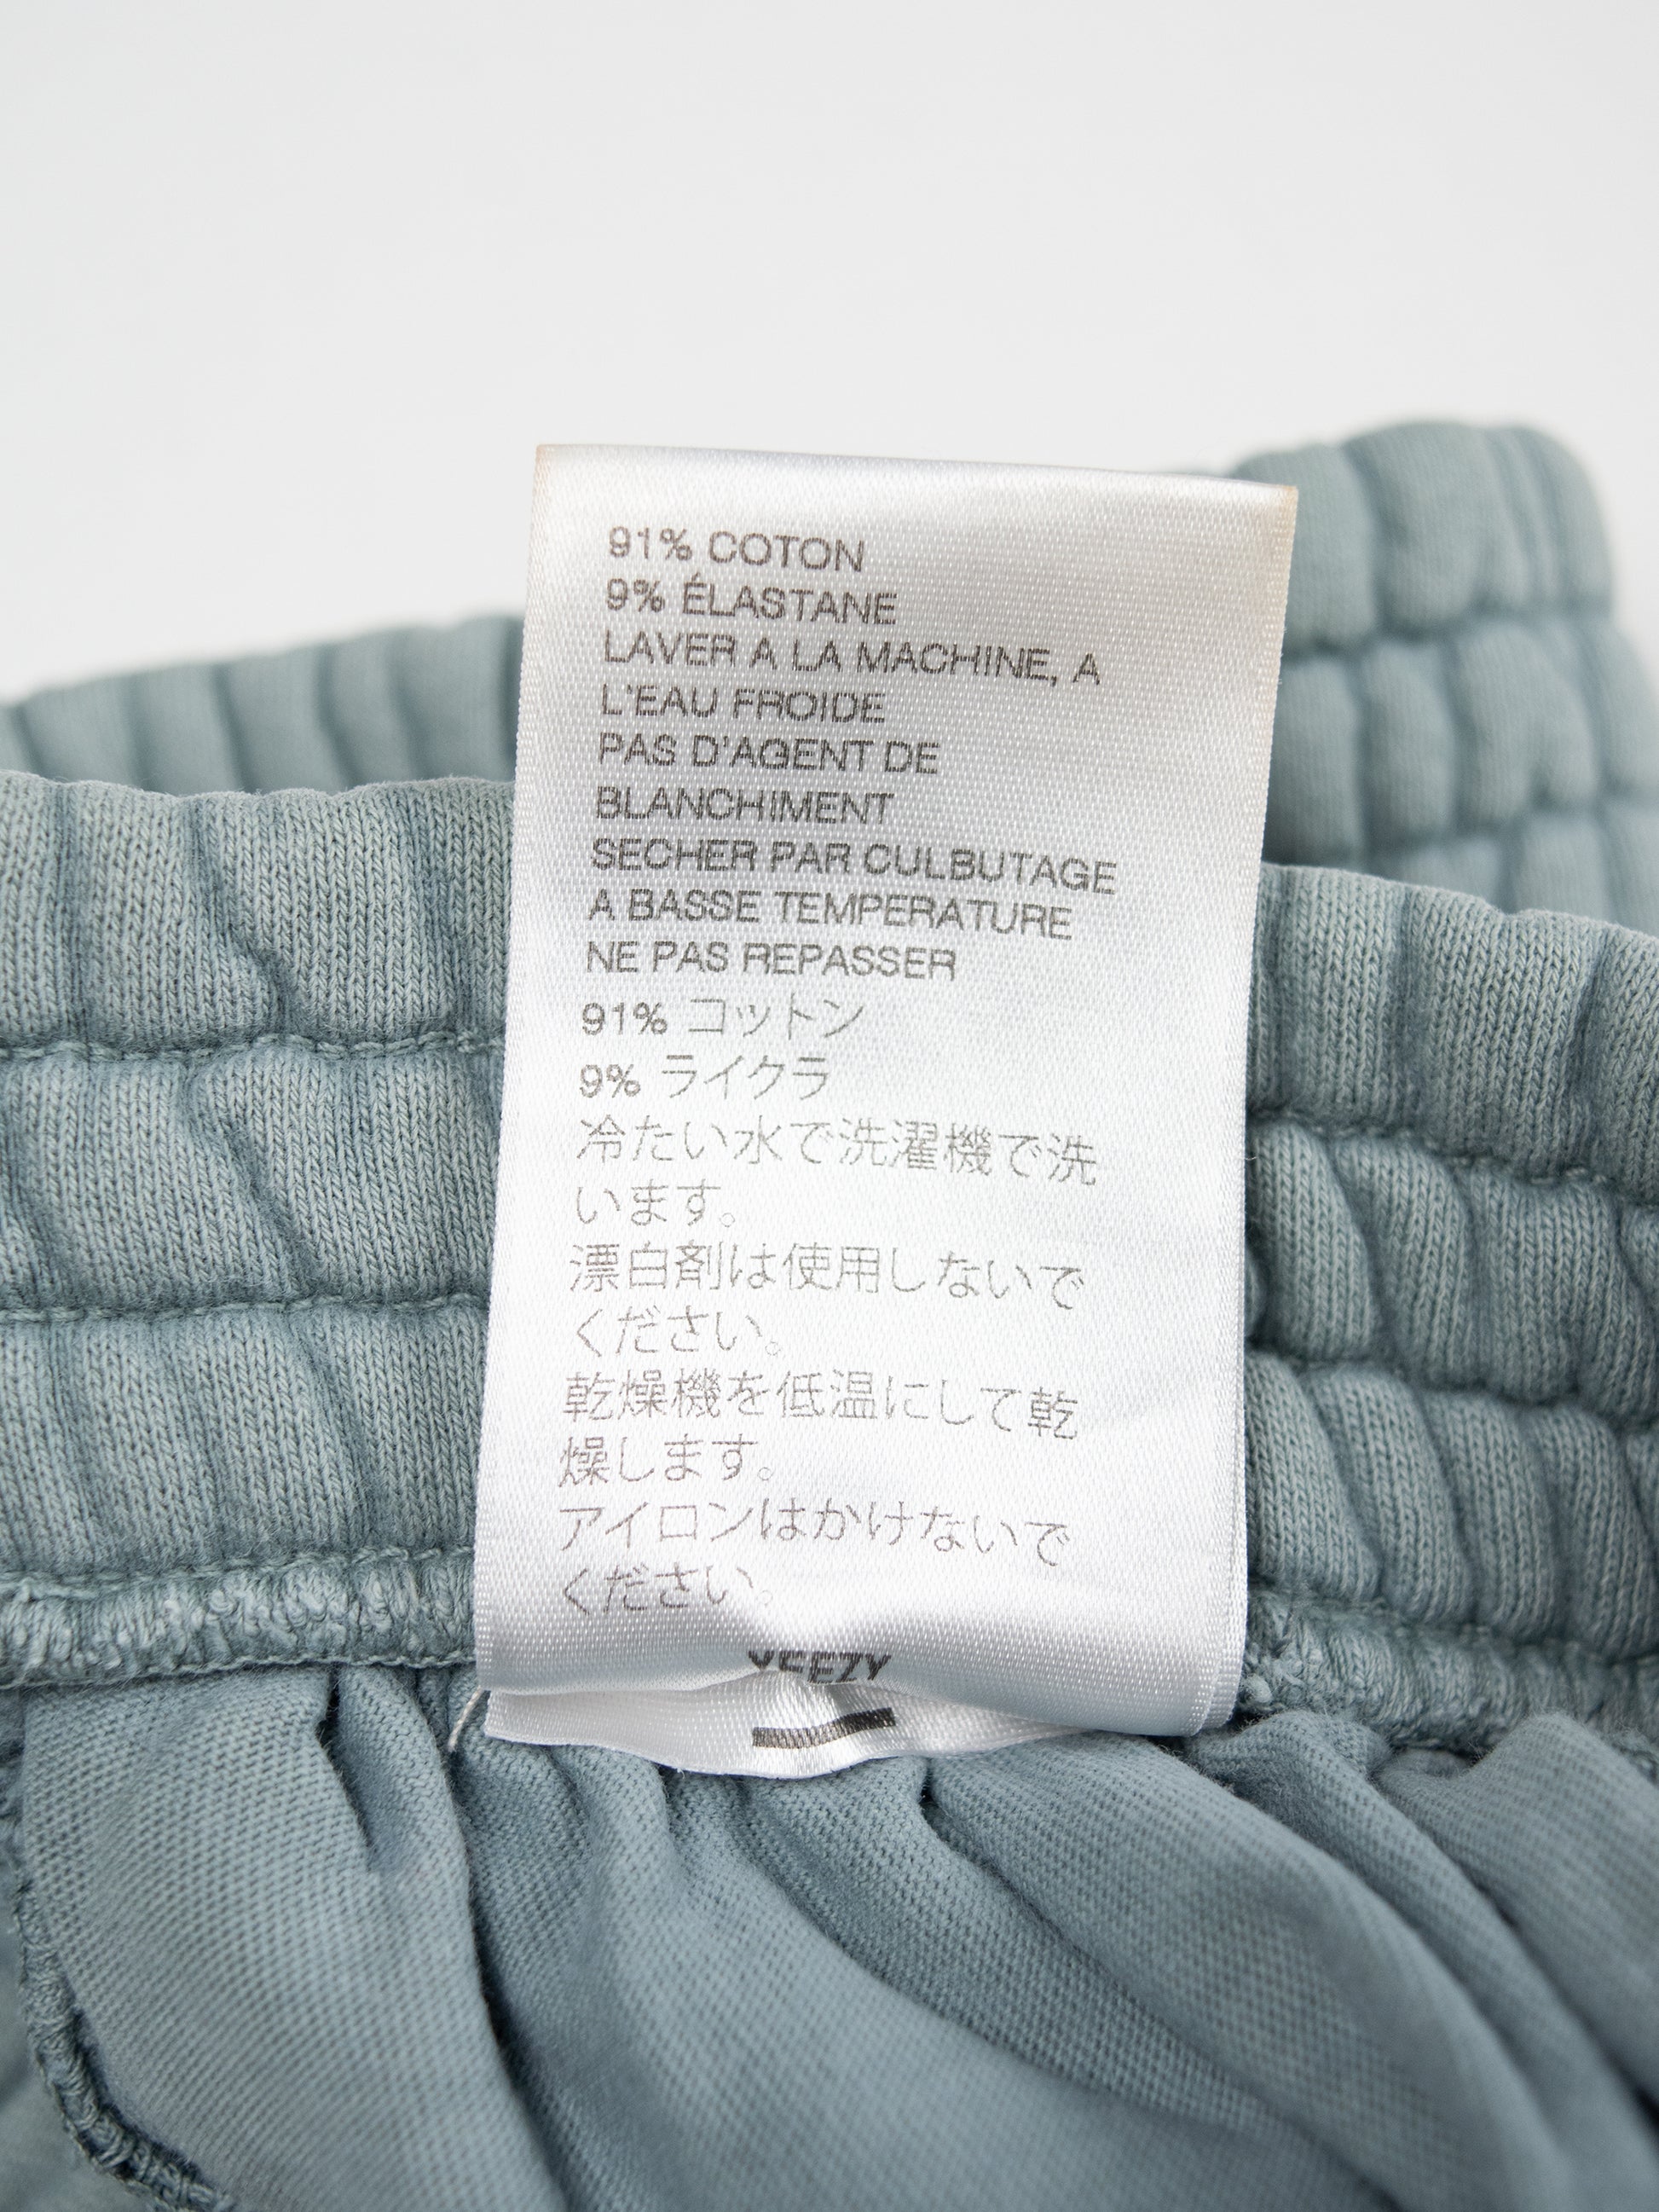 91% COTON
9% ÉLASTANE
LAVER A LA MACHINE, A
L'EAU FROIDE
PAS D'AGENT DE
BLANCHIMENT
SECHER PAR CULBUTAGE
A BASSE TEMPERATURE
NE PAS REPASSER
91% コットン
9% ライクラ
冷たい水で洗濯機で洗
います。
漂白剤は使用しないで
ください。
乾燥機を低温にして乾
燥します。
アイロンはかけないで
ください。
YEEZY